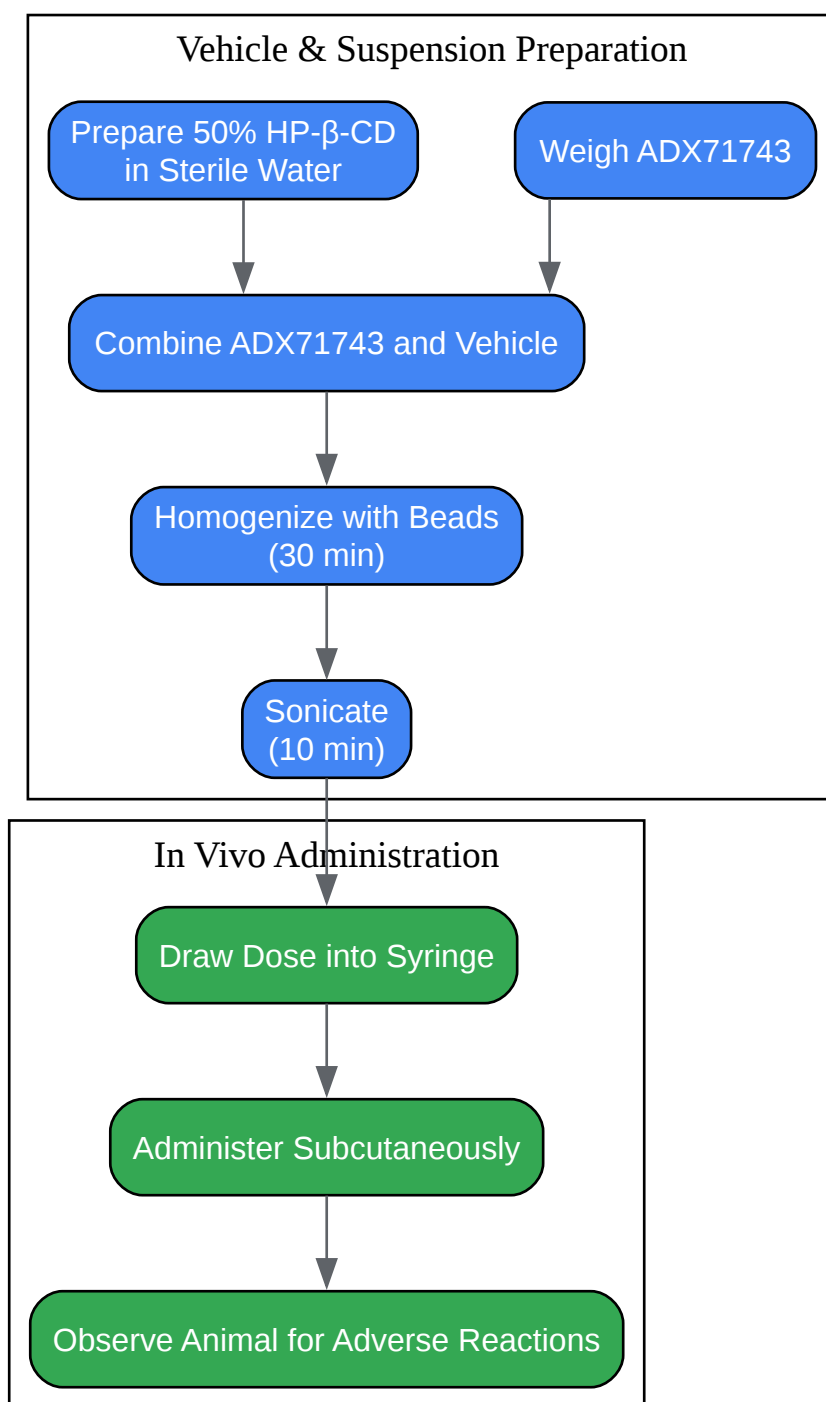 Vehicle & Suspension Preparation
Prepare 50% HP-β-CD
in Sterile Water
Weigh ADX71743
Combine ADX71743 and Vehicle
Homogenize with Beads
(30 min)
Sonicate
(10 min)
In Vivo Administration
Draw Dose into Syringe
Administer Subcutaneously
Observe Animal for Adverse Reactions